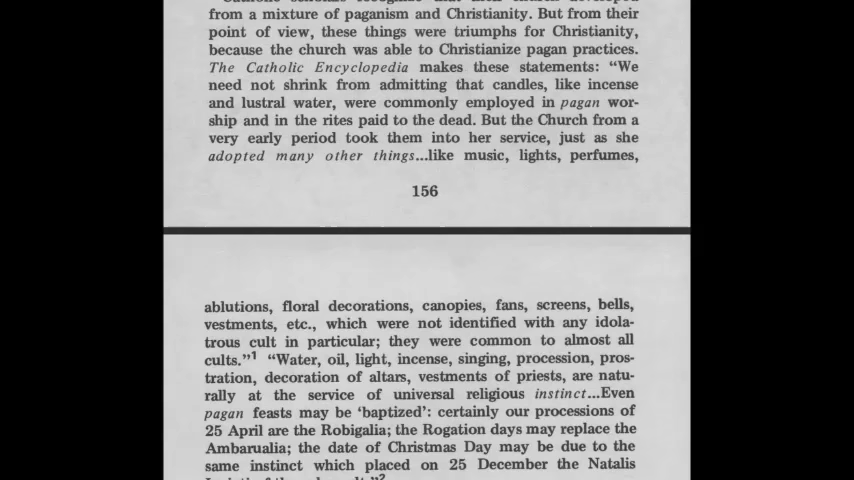 from a mixture of paganism and Christianity. But from their
point of view, these things were triumphs for Christianity,
because the church was able to Christianize pagan practices.
The Catholic Encyclopedia makes these statements: “We
need not shrink from admitting that candles, like incense
and lustral water, were commonly employed in pagan wor-
ship and in the rites paid to the dead. But the Church from a
very early period took them into her service, just as she
adopted many other things...like music, lights, perfumes,
156
ablutions, floral decorations, canopies, fans, screens, bells,
vestments, etc., which were not identified with any idola-
trous cult in particular; they were common to almost all
cults.”1 “Water, oil, light, incense, singing, procession, pros-
tration, decoration of altars, vestments of priests, are natu-
rally at the service of universal religious instinct...Even
pagan feasts may be ‘baptized’: certainly our processions of
25 April are the Robigalia; the Rogation days may replace the
Ambarualia; the date of Christmas Day may be due to the
same instinct which placed on 25 December the Natalis